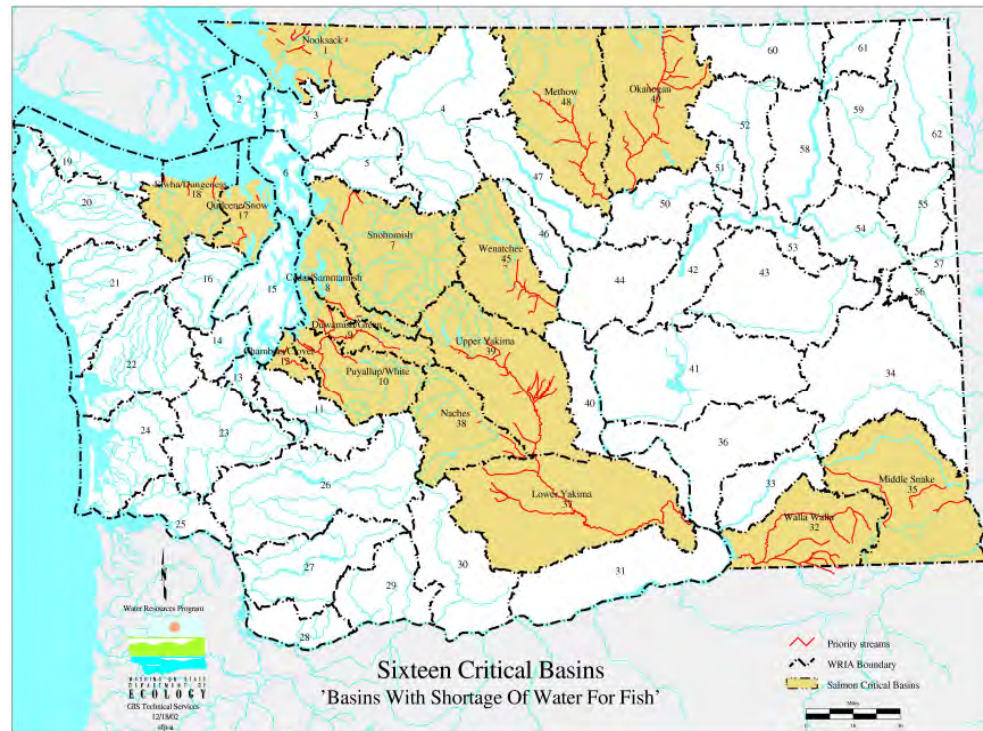 Nooksack
1
60
61
2
3
4
Methow
48
Okanogan
49
52
58
59
62
5
51
19
6
47
Elwha/Dungeness
18
20
Quilcene/Snow
17
50
55
Snohomish
7
46
54
Wenatchee
45
53
57
16
21
15
Cedar/Sammamish
8
44
42
43
56
Duwamish/Green
9
14
Upper Yakima
39
Chambers/Clover
12
22
Puyallup/White
10
41
34
13
11
40
Naches
38
24
23
36
Middle Snake
35
26
33
Lower Yakima
37
Walla Walla
32
25
27
29
30
31
28
N
Water Resources Program
WASHINGTON STATE
DEPARTMENT OF
ECOLOGY
GIS Technical Services
12/18/02
Sixteen Critical Basins
'Basins With Shortage Of Water For Fish'
Priority streams
WRIA Boundary
Salmon Critical Basins
Miles
0